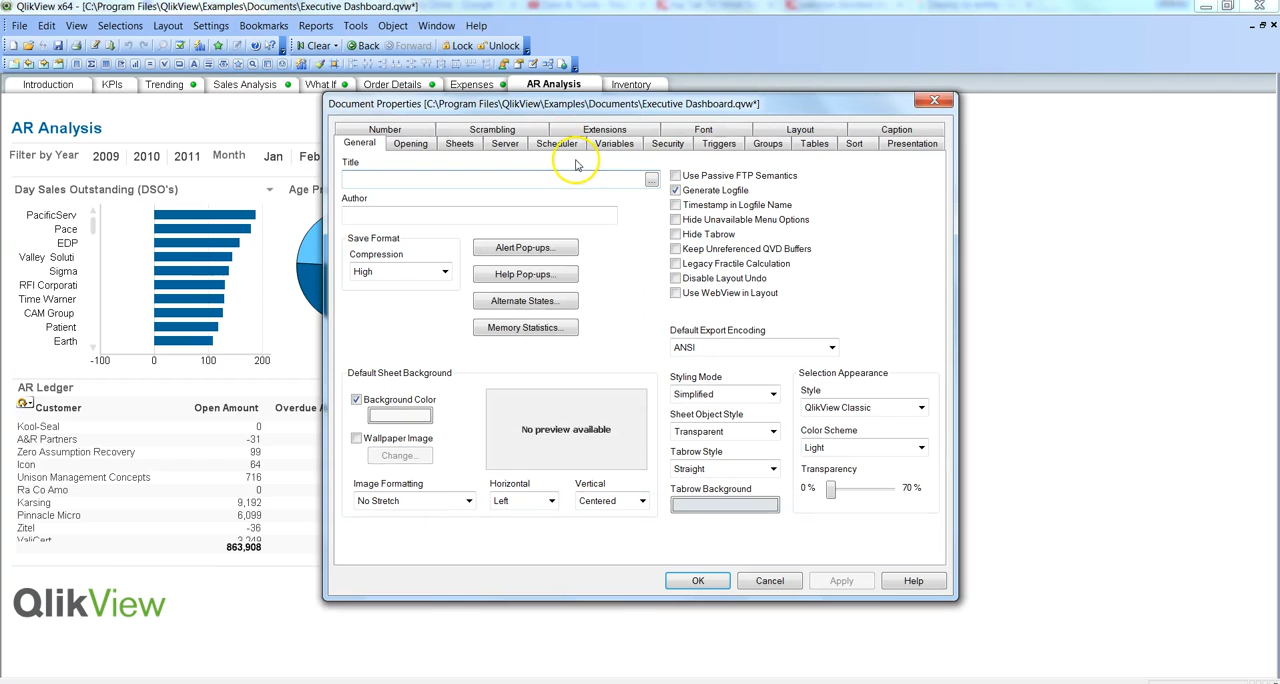 QlikView x64 - [C:\Program Files\QlikView\Examples\Documents\Executive Dashboard.qvw*]
File Edit View Selections Layout Settings Bookmarks Reports Tools Object Window Help
Clear Back Forward Lock Unlock
Introduction KPIs Trending Sales Analysis What If Order Details Expenses AR Analysis Inventory
Document Properties [C:\Program Files\QlikView\Examples\Documents\Executive Dashboard.qvw*]
Number Scrambling Extensions Font Layout Caption
General Opening Sheets Server Scheduler Variables Security Triggers Groups Tables Sort Presentation
AR Analysis
Filter by Year 2009 2010 2011 Month Jan Feb
Day Sales Outstanding (DSO's) Age Pr
PacificServ
Pace
EDP
Valley Soluti
Sigma
RFI Corporati
Time Warner
CAM Group
Patient
Earth
-100 0 100 200
AR Ledger
Customer Open Amount Overdue
Kool-Seal 0
A&R Partners -31
Zero Assumption Recovery 99
Icon 64
Unison Management Concepts 716
Ra Co Amo 0
Karsing 9,192
Pinnacle Micro 6,099
Zitel -36
ValiCert 3,249
863,908
QlikView
Title
...
Author
Save Format
Compression
High
Alert Pop-ups...
Help Pop-ups...
Alternate States...
Memory Statistics...
Use Passive FTP Semantics
Generate Logfile
Timestamp in Logfile Name
Hide Unavailable Menu Options
Hide Tabrow
Keep Unreferenced QVD Buffers
Legacy Fractile Calculation
Disable Layout Undo
Use WebView in Layout
Default Export Encoding
ANSI
Default Sheet Background
Background Color
Wallpaper Image
Change...
No preview available
Image Formatting Horizontal Vertical
No Stretch Left Centered
Styling Mode
Simplified
Sheet Object Style
Transparent
Tabrow Style
Straight
Tabrow Background
Selection Appearance
Style
QlikView Classic
Color Scheme
Light
Transparency
0 % 70 %
OK Cancel Apply Help